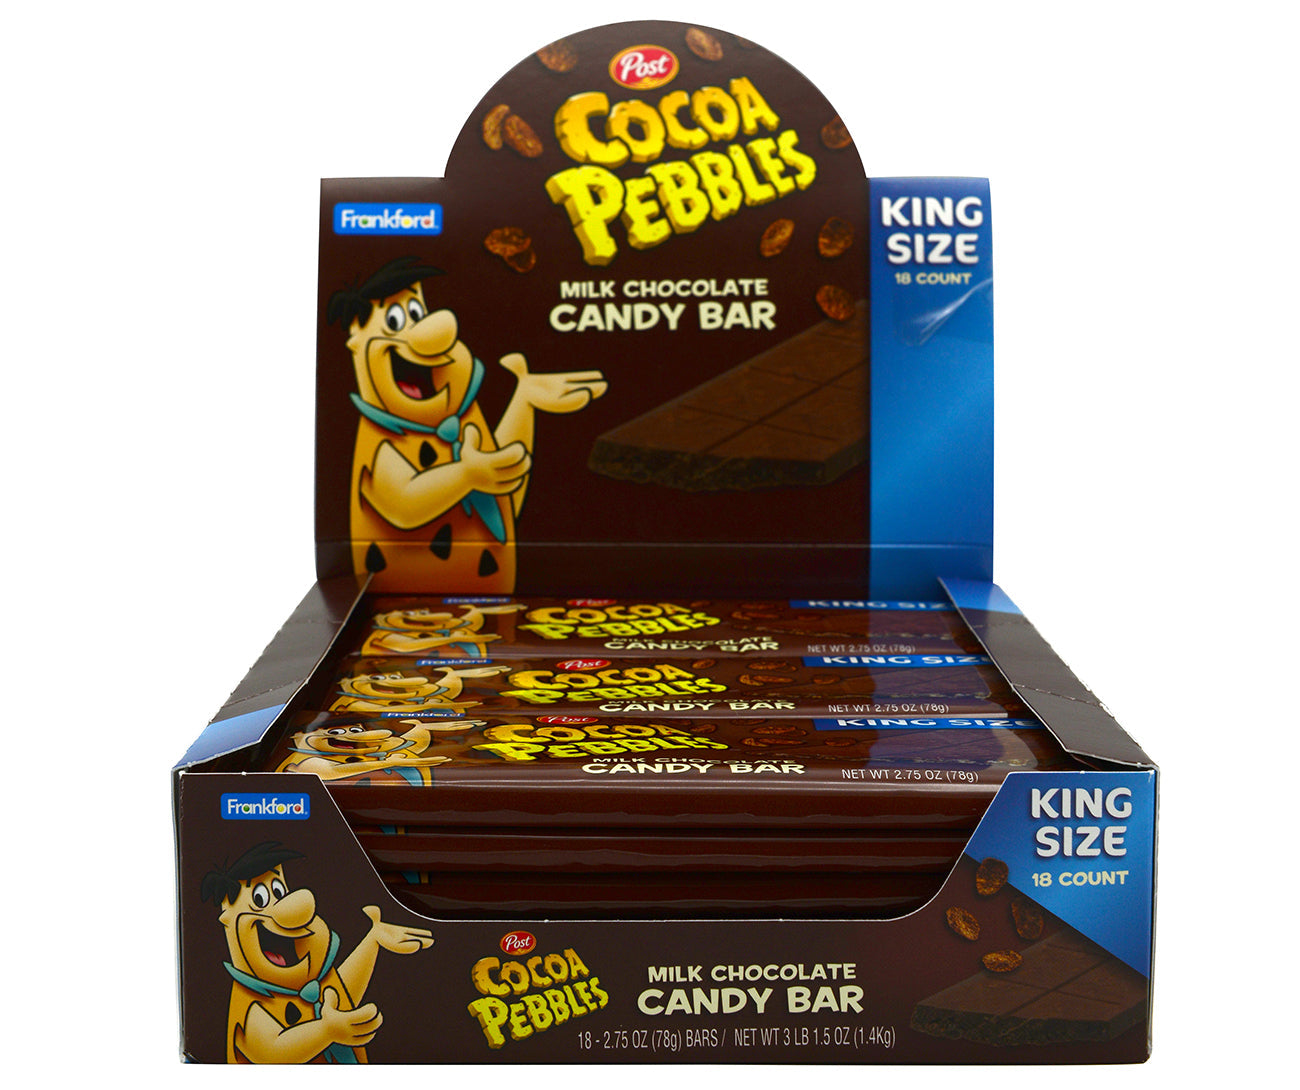 Post
COCOA
PEBBLES
Frankford
MILK CHOCOLATE
CANDY BAR
KING
SIZE
18 COUNT
Frankford
Post
COCOA
PEBBLES
MILK CHOCOLATE
CANDY BAR
NET WT 2.75 OZ (78g)
KING SIZ
Frankford
Post
COCOA
PEBBLES
MILK CHOCOLATE
CANDY BAR
NET WT 2.75 OZ (78g)
KING SIZ
Frankford
Post
COCOA
PEBBLES
MILK CHOCOLATE
CANDY BAR
NET WT 2.75 OZ (78g)
KING SIZE
Frankford
KING
SIZE
18 COUNT
Post
COCOA
PEBBLES
MILK CHOCOLATE
CANDY BAR
18 - 2.75 OZ (78g) BARS / NET WT 3 LB 1.5 OZ (1.4Kg)